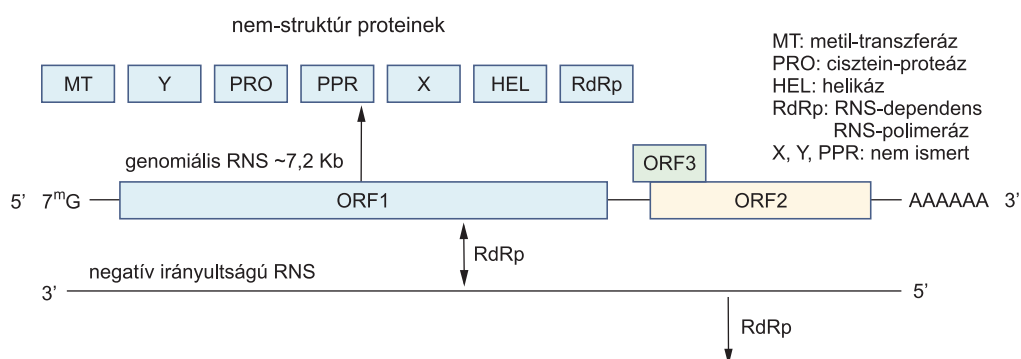 nem-struktúr proteinek
MT: metil-transzferáz
PRO: cisztein-proteáz
HEL: helikáz
RdRp: RNS-dependens
RNS-polimeráz
X, Y, PPR: nem ismert
MT Y PRO PPR X HEL RdRp
genomiális RNS ~7,2 Kb
ORF3
5’ 7ᵐG ORF1 ORF2 AAAAAA 3’
RdRp
negatív irányultságú RNS
3’ 5’
RdRp